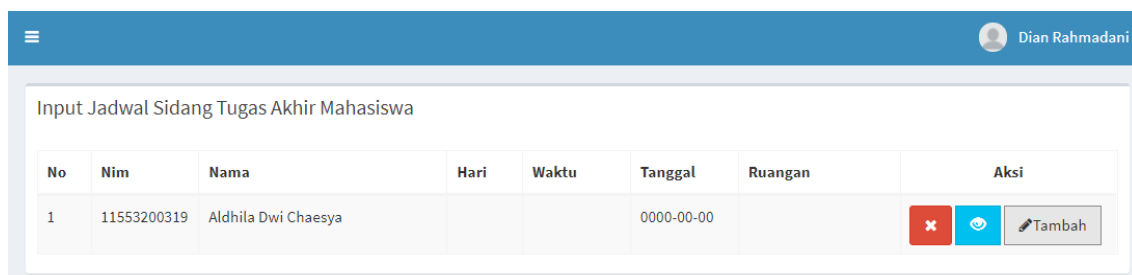 Dian Rahmadani
Input Jadwal Sidang Tugas Akhir Mahasiswa
No Nim Nama Hari Waktu Tanggal Ruangan Aksi
1 11553200319 Aldhila Dwi Chaesya 0000-00-00 Tambah